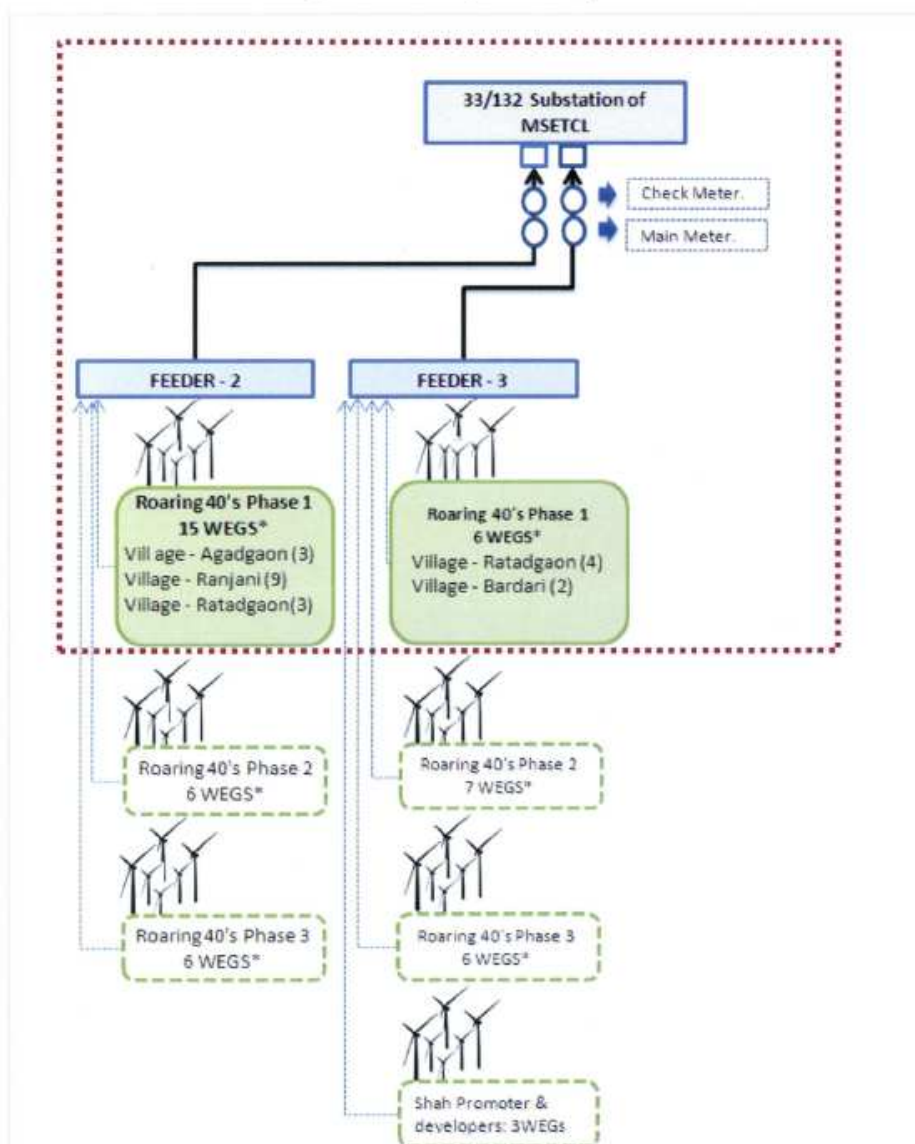 33/132 Substation of
MSETCL
Check Meter.
Main Meter.
FEEDER - 2
FEEDER - 3
Roaring 40's Phase 1
15 WEGS*
Village - Agadgaon (3)
Village - Ranjani (9)
Village - Ratadgaon(3)
Roaring 40's Phase 1
6 WEGS*
Village - Ratadgaon (4)
Village - Bardari (2)
Roaring 40's Phase 2
6 WEGS*
Roaring 40's Phase 2
7 WEGS*
Roaring 40's Phase 3
6 WEGS*
Roaring 40's Phase 3
6 WEGS*
Shah Promoter &
developers: 3WEGs